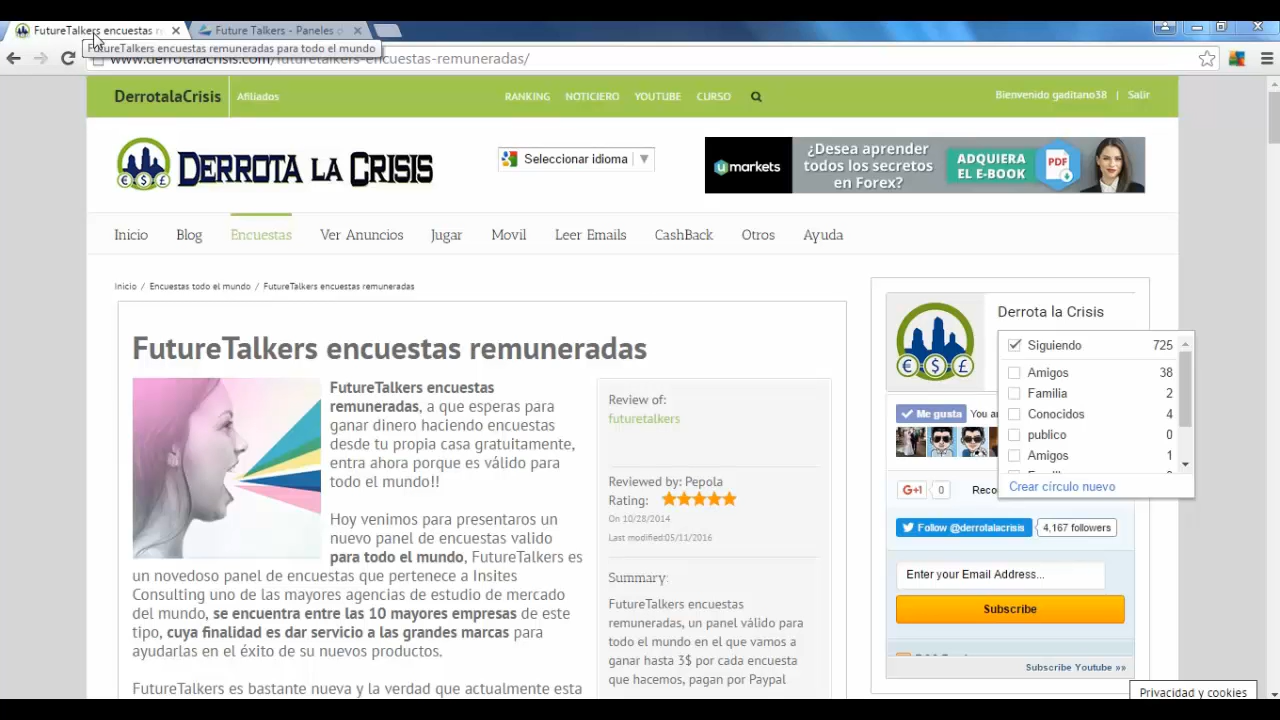 FutureTalkers encuestas r
Future Talkers - Paneles
FutureTalkers encuestas remuneradas para todo el mundo
www.derrotalacrisis.com/futuretalkers-encuestas-remuneradas/
DerrotalaCrisis
Afiliados
RANKING NOTICIERO YOUTUBE CURSO
Bienvenido gaditano38 | Salir
DERROTA LA CRISIS
Seleccionar idioma
umarkets
¿Desea aprender
todos los secretos
en Forex?
ADQUIERA
EL E-BOOK
PDF
Inicio Blog Encuestas Ver Anuncios Jugar Movil Leer Emails CashBack Otros Ayuda
Inicio / Encuestas todo el mundo / FutureTalkers encuestas remuneradas
FutureTalkers encuestas remuneradas
FutureTalkers encuestas
remuneradas, a que esperas para
ganar dinero haciendo encuestas
desde tu propia casa gratuitamente,
entra ahora porque es válido para
todo el mundo!!
Hoy venimos para presentaros un
nuevo panel de encuestas valido
para todo el mundo, FutureTalkers es
un novedoso panel de encuestas que pertenece a Insites
Consulting uno de las mayores agencias de estudio de mercado
del mundo, se encuentra entre las 10 mayores empresas de este
tipo, cuya finalidad es dar servicio a las grandes marcas para
ayudarlas en el éxito de su nuevos productos.
FutureTalkers es bastante nueva y la verdad que actualmente esta
Review of:
futuretalkers
Reviewed by: Pepola
Rating:
On 10/28/2014
Last modified:05/11/2016
Summary:
FutureTalkers encuestas
remuneradas, un panel válido para
todo el mundo en el que vamos a
ganar hasta 3$ por cada encuesta
que hacemos, pagan por Paypal
€ $ £
Derrota la Crisis
Siguiendo 725
Amigos 38
Familia 2
Conocidos 4
publico 0
Amigos 1
Crear círculo nuevo
Me gusta
You
G+1 0
Follow @derrotalacrisis
4,167 followers
Enter your Email Address...
Subscribe
Subscribe Youtube »»
Privacidad y cookies